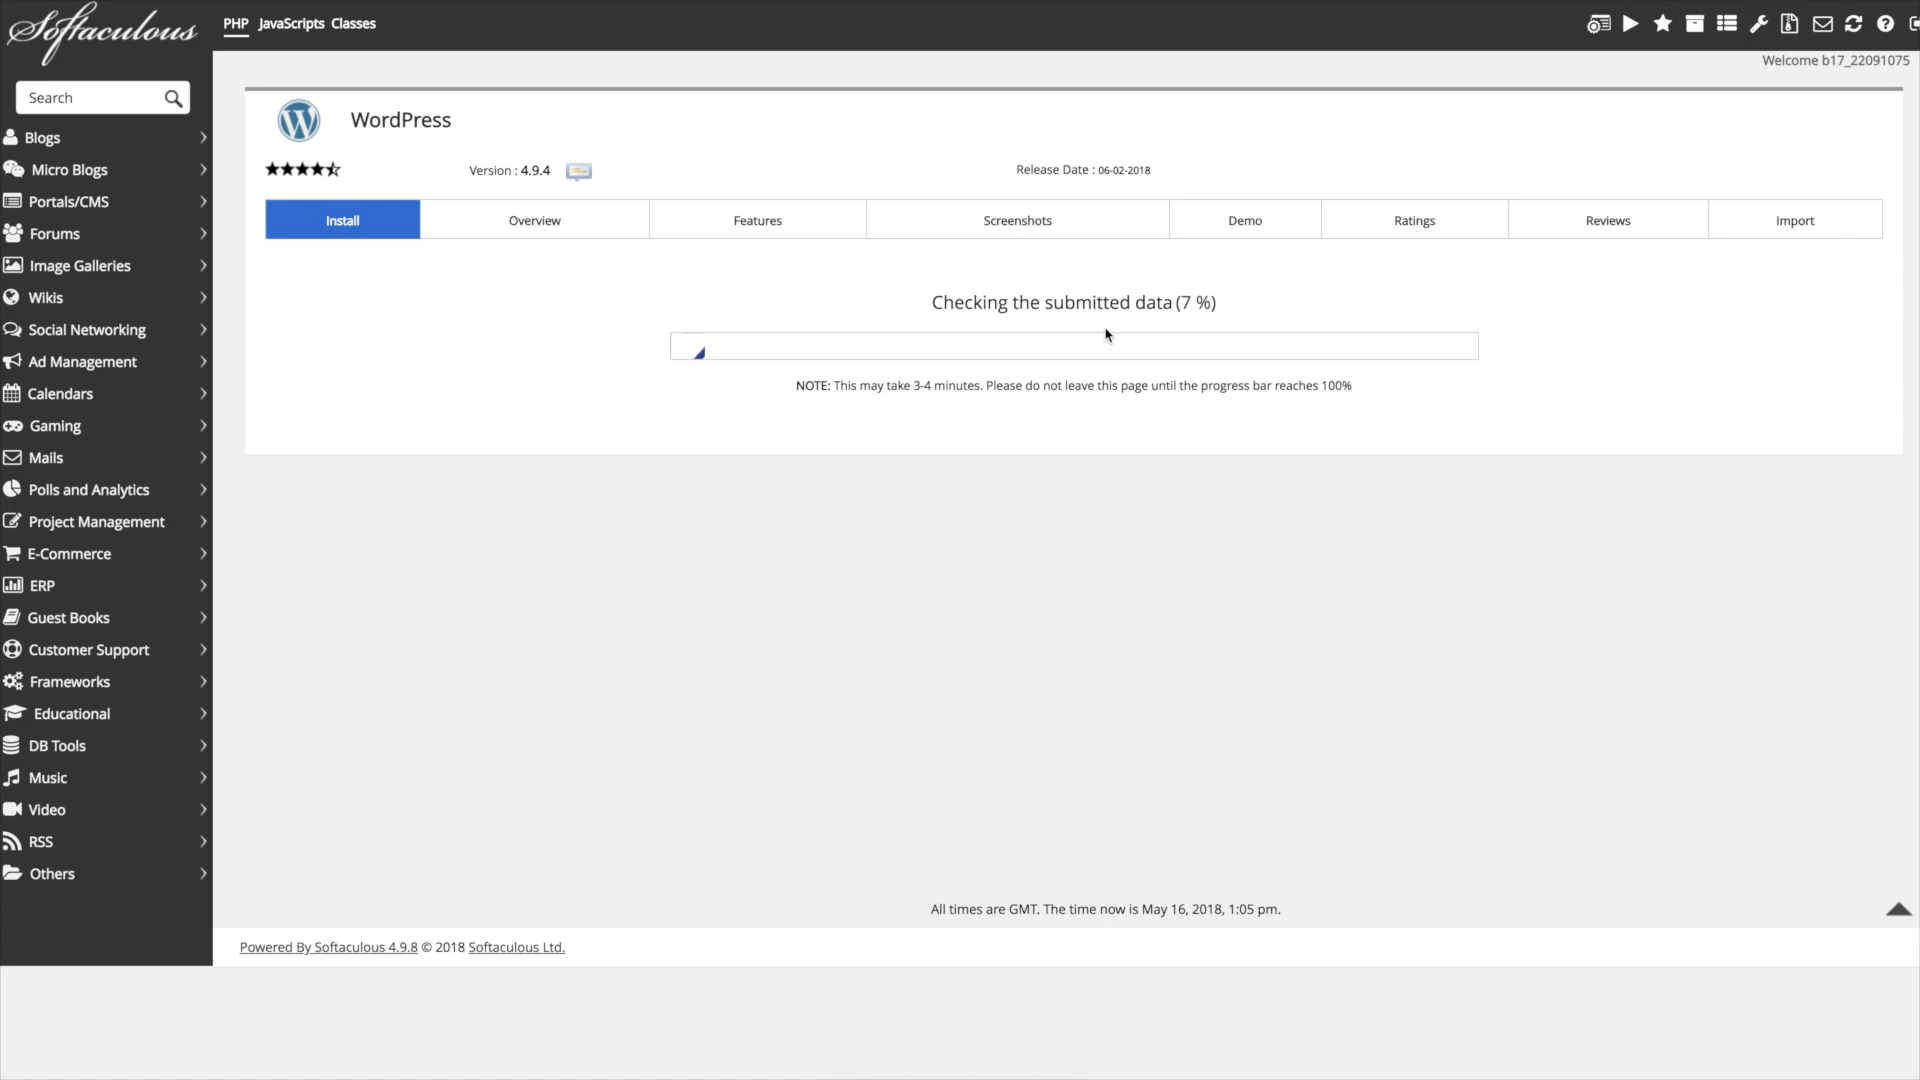 Softaculous
PHP JavaScripts Classes
Welcome b17_22091075
Search
Blogs
Micro Blogs
Portals/CMS
Forums
Image Galleries
Wikis
Social Networking
Ad Management
Calendars
Gaming
Mails
Polls and Analytics
Project Management
E-Commerce
ERP
Guest Books
Customer Support
Frameworks
Educational
DB Tools
Music
Video
RSS
Others
WordPress
Version : 4.9.4
Release Date : 06-02-2018
Install Overview Features Screenshots Demo Ratings Reviews Import
Checking the submitted data (7 %)
NOTE: This may take 3-4 minutes. Please do not leave this page until the progress bar reaches 100%
All times are GMT. The time now is May 16, 2018, 1:05 pm.
Powered By Softaculous 4.9.8 © 2018 Softaculous Ltd.